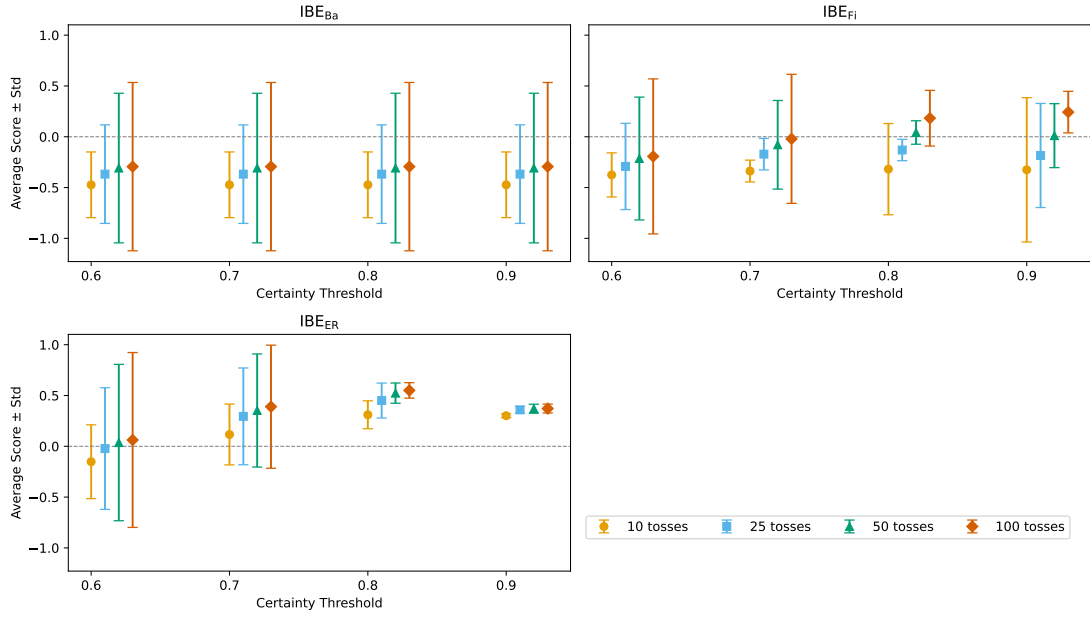 IBE_Ba
IBE_Fi
1.0
0.5
0.0
−0.5
−1.0
Average Score ± Std
0.6 0.7 0.8 0.9
Certainty Threshold
0.6 0.7 0.8 0.9
Certainty Threshold
IBE_ER
1.0
0.5
0.0
−0.5
−1.0
Average Score ± Std
0.6 0.7 0.8 0.9
Certainty Threshold
10 tosses 25 tosses 50 tosses 100 tosses